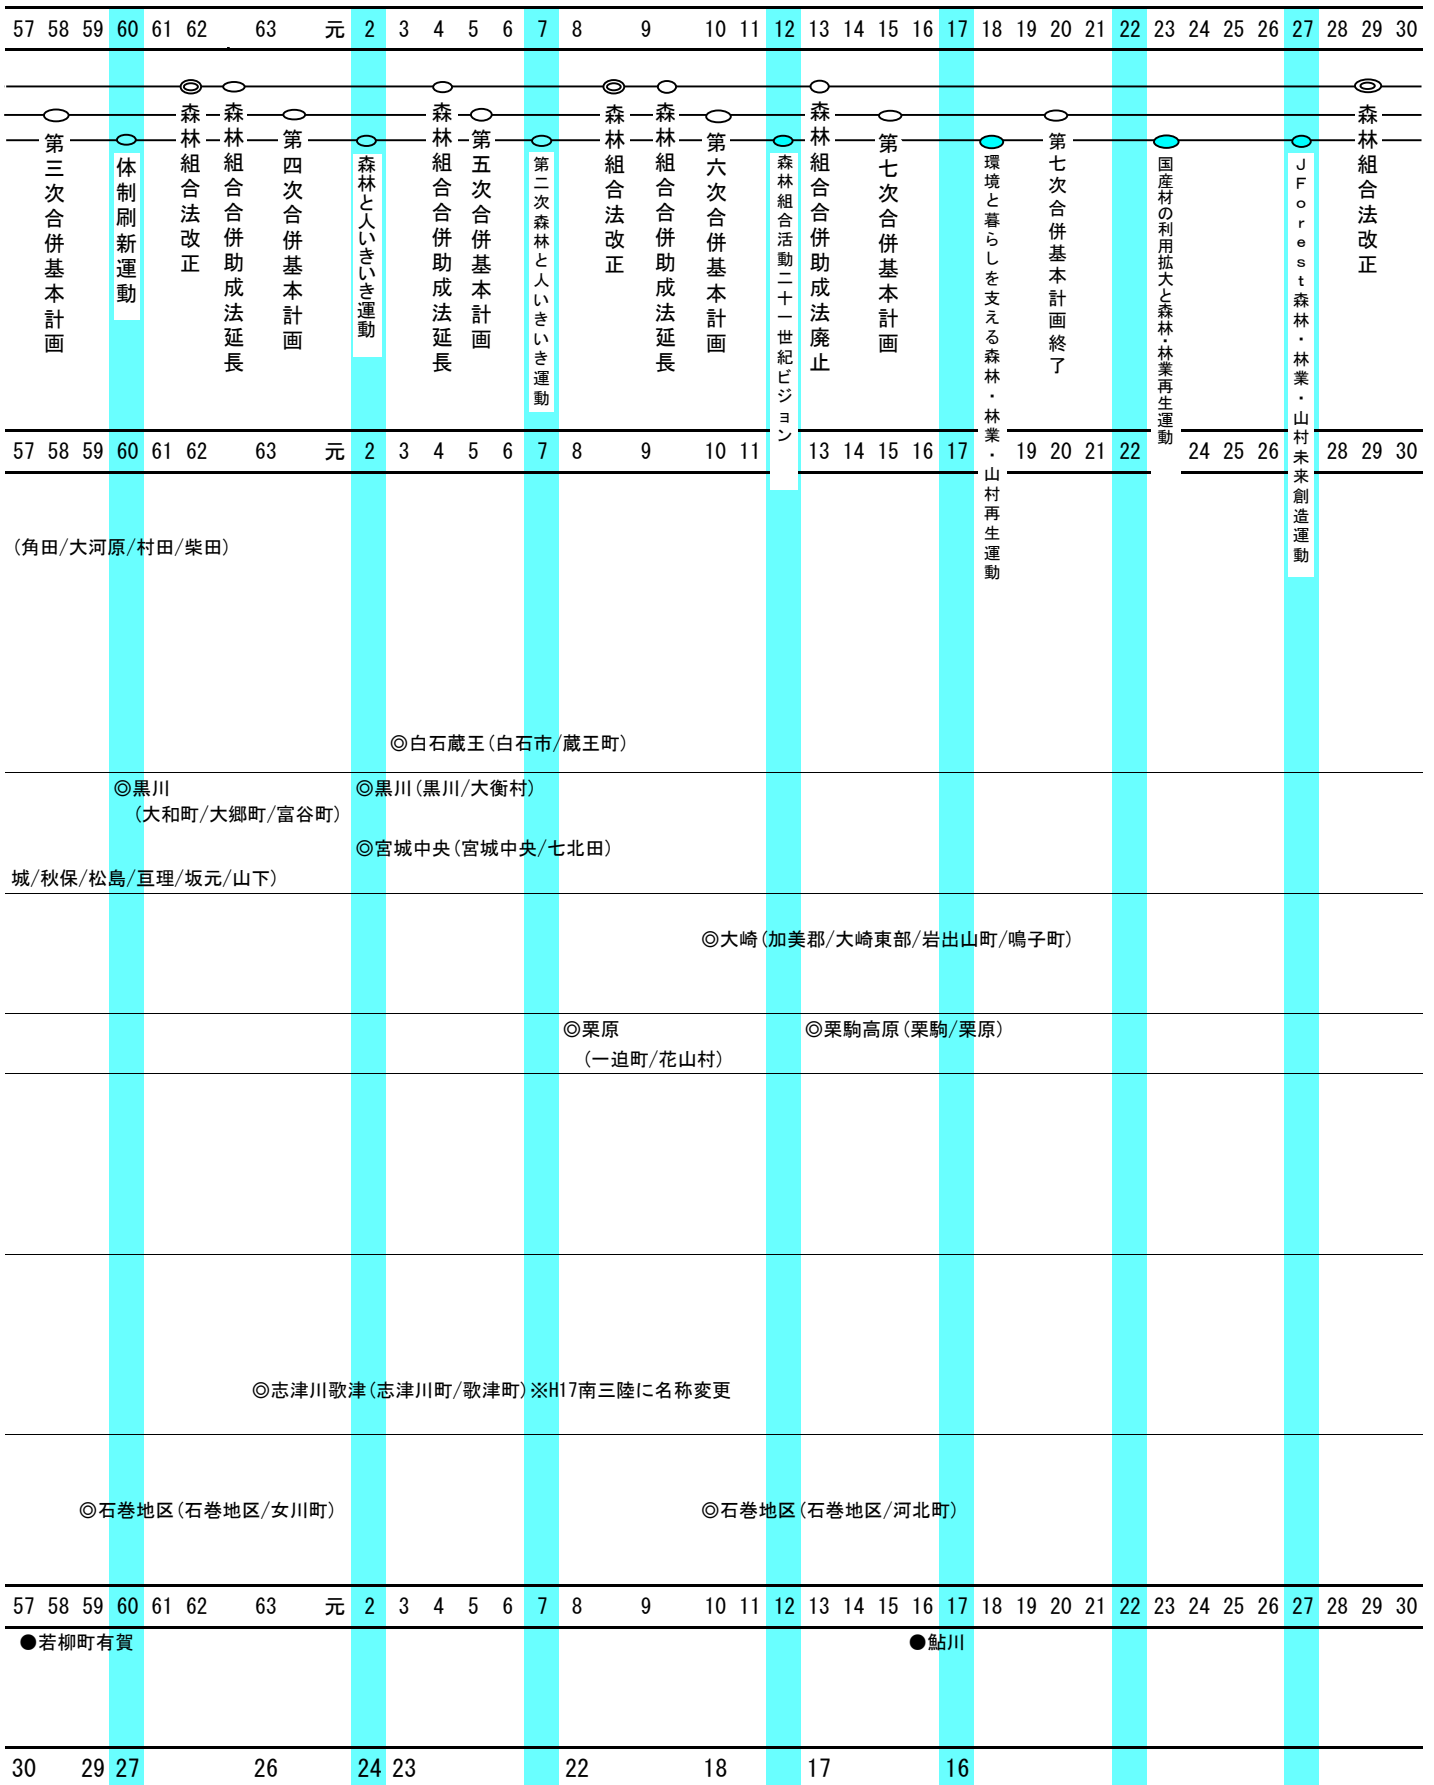 57 58 59 60 61 62 63 元 2 3 4 5 6 7 8 9 10 11 12 13 14 15 16 17 18 19 20 21 22 23 24 25 26 27 28 29 30
第三次合併基本計画
体制刷新運動
森林組合法改正
森林組合合併助成法延長
第四次合併基本計画
森林と人いきいき運動
森林組合合併助成法延長
第五次合併基本計画
第二次森林と人いきいき運動
森林組合法改正
森林組合合併助成法延長
第六次合併基本計画
森林組合活動二十一世紀ビジョン
森林組合合併助成法廃止
第七次合併基本計画
環境と暮らしを支える森林・林業・山村再生運動
第七次合併基本計画終了
国産材の利用拡大と森林・林業再生運動
JForest森林・林業・山村未来創造運動
森林組合法改正
57 58 59 60 61 62 63 元 2 3 4 5 6 7 8 9 10 11 13 14 15 16 17 19 20 21 22 24 25 26 28 29 30
(角田/大河原/村田/柴田)
◎白石蔵王(白石市/蔵王町)
◎黒川 ◎黒川(黒川/大衡村)
(大和町/大郷町/富谷町)
◎宮城中央(宮城中央/七北田)
城/秋保/松島/亘理/坂元/山下)
◎大崎(加美郡/大崎東部/岩出山町/鳴子町)
◎栗原 ◎栗駒高原(栗駒/栗原)
(一迫町/花山村)
◎志津川歌津(志津川町/歌津町)※H17南三陸に名称変更
◎石巻地区(石巻地区/女川町) ◎石巻地区(石巻地区/河北町)
57 58 59 60 61 62 63 元 2 3 4 5 6 7 8 9 10 11 12 13 14 15 16 17 18 19 20 21 22 23 24 25 26 27 28 29 30
●若柳町有賀 ●鮎川
30 29 27 26 24 23 22 18 17 16